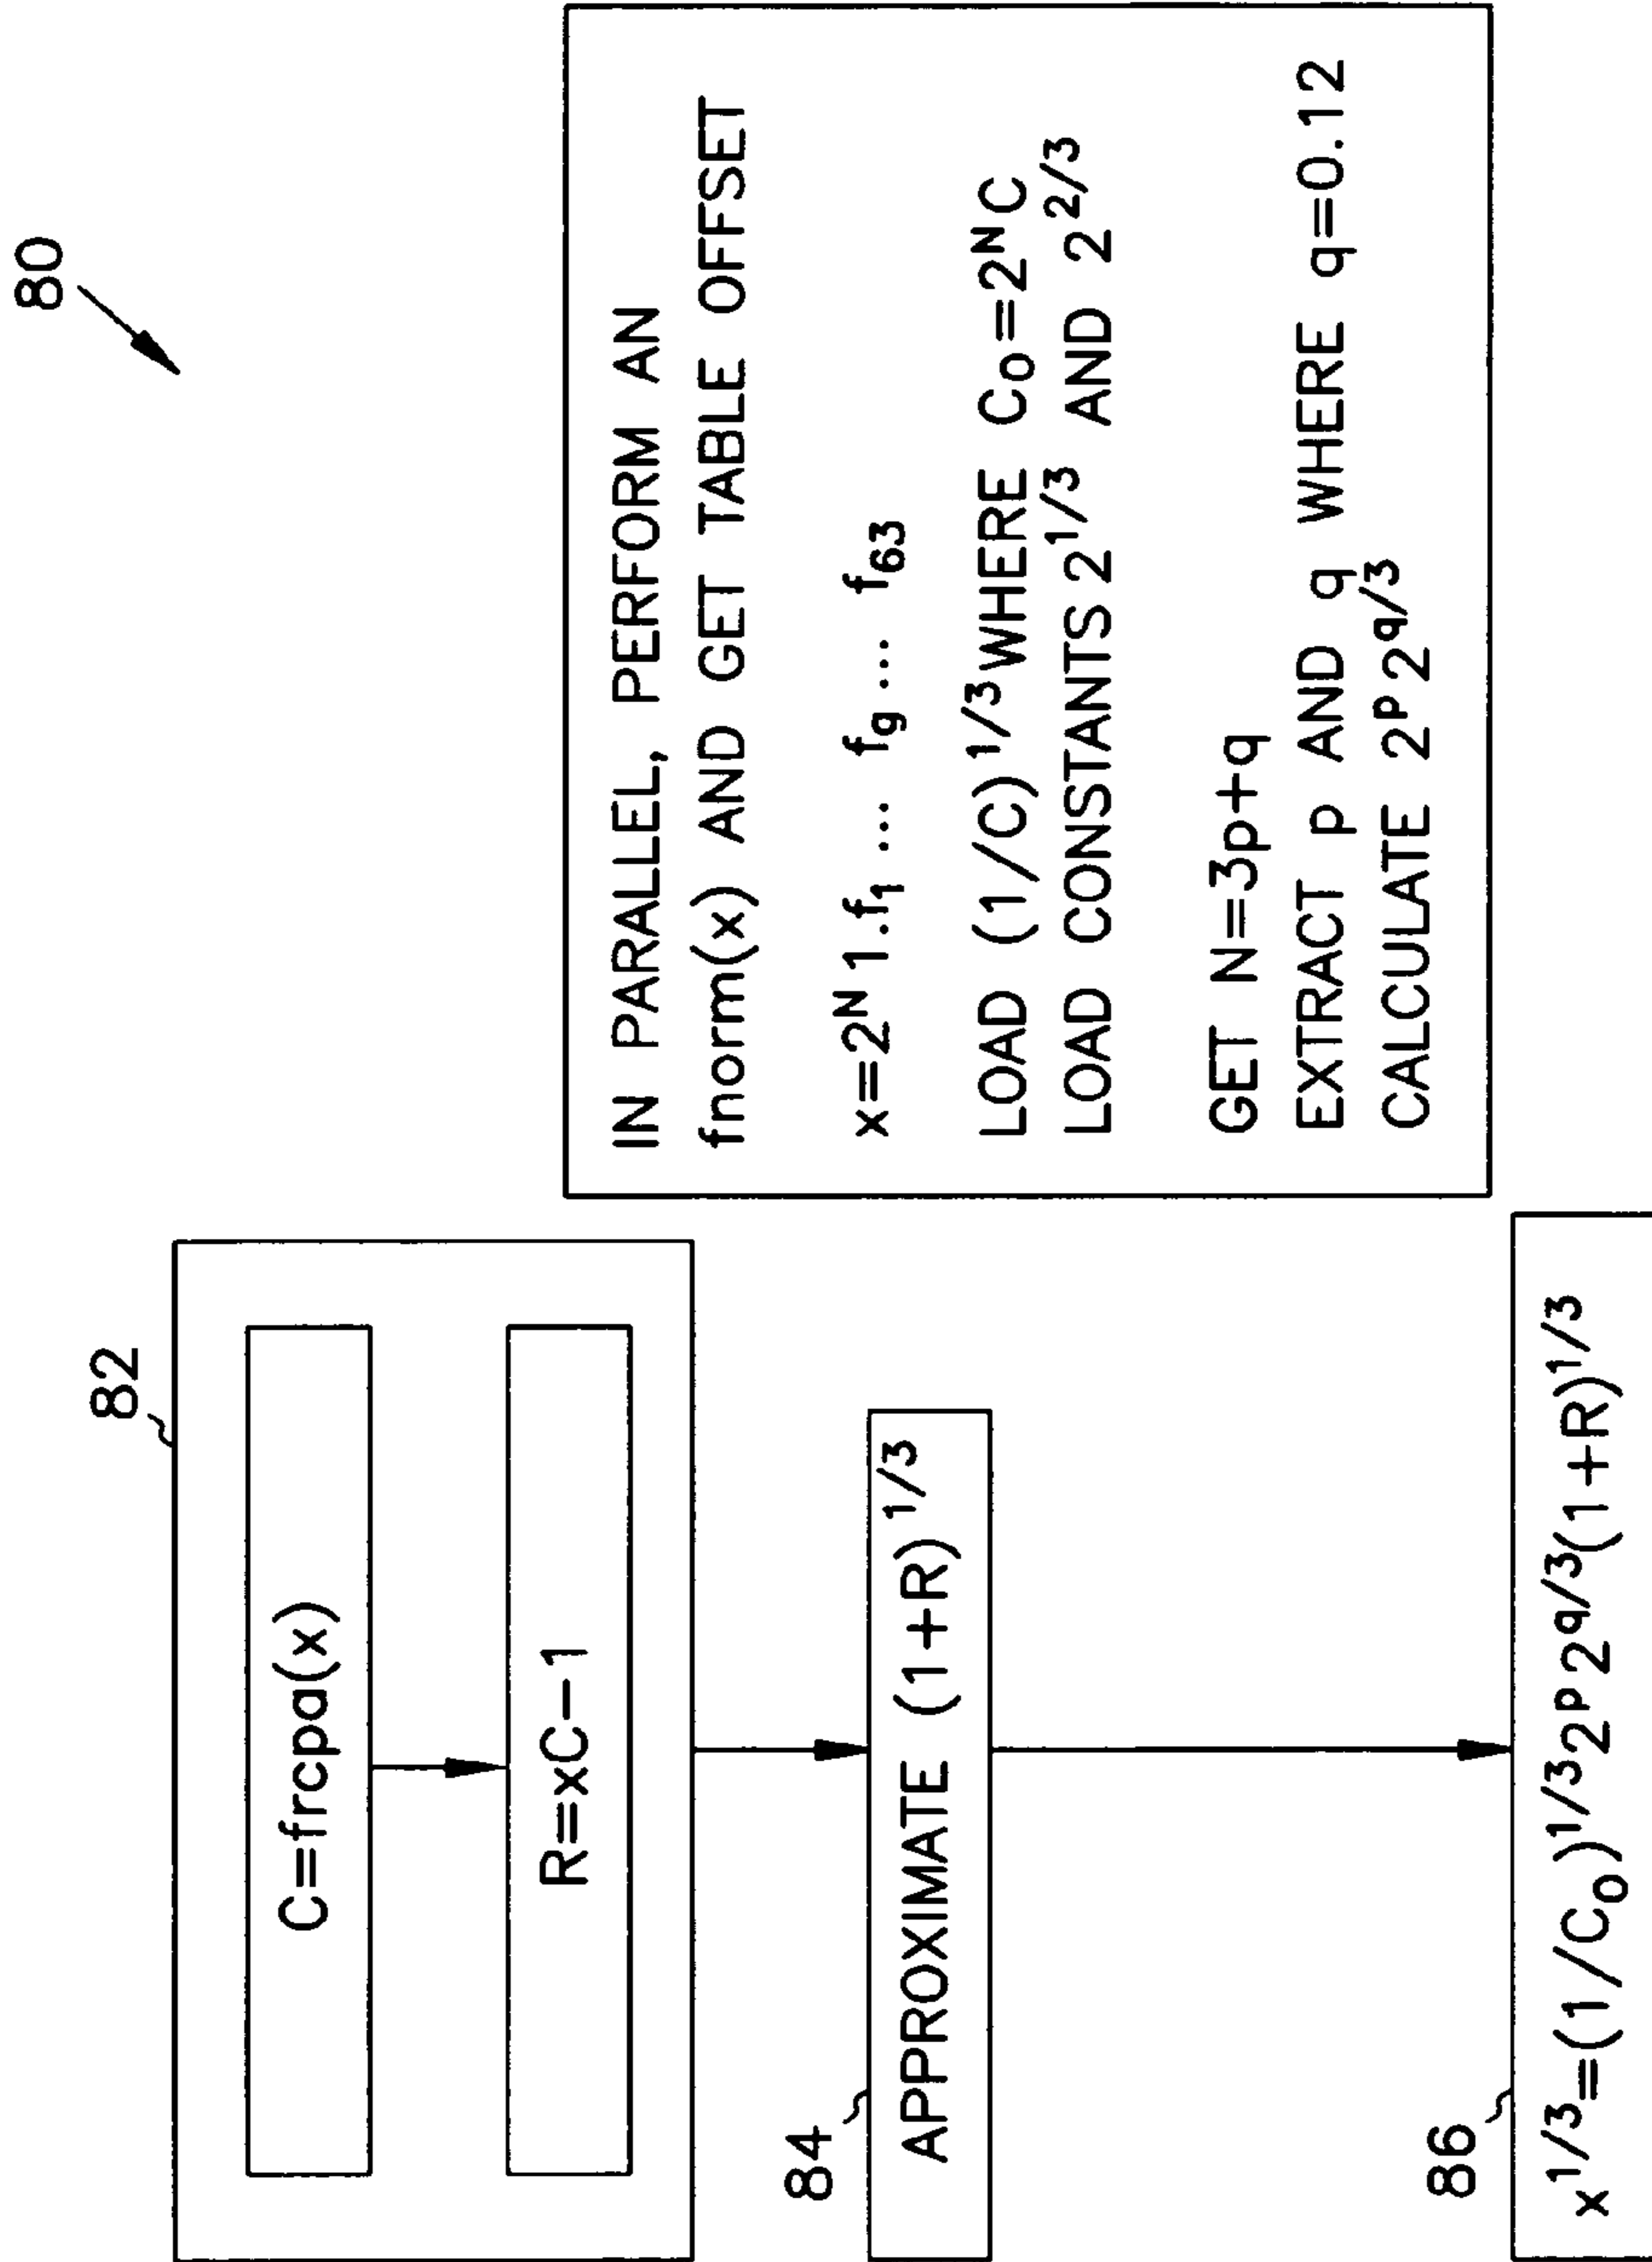 80
82
C=frcpa(x)
R=xC-1
84
APPROXIMATE (1+R)^1/3
86
x^1/3=(1/C₀)^1/3 2^P 2^q/3 (1+R)^1/3
IN PARALLEL, PERFORM AN
fnorm(x) AND GET TABLE OFFSET
x=2^N 1.f₁ ... f_g ... f₆₃
LOAD (1/C)^1/3 WHERE C₀=2^N C
LOAD CONSTANTS 2^1/3 AND 2^2/3
GET N=3p+q
EXTRACT p AND q WHERE q=0.12
CALCULATE 2^P 2^q/3